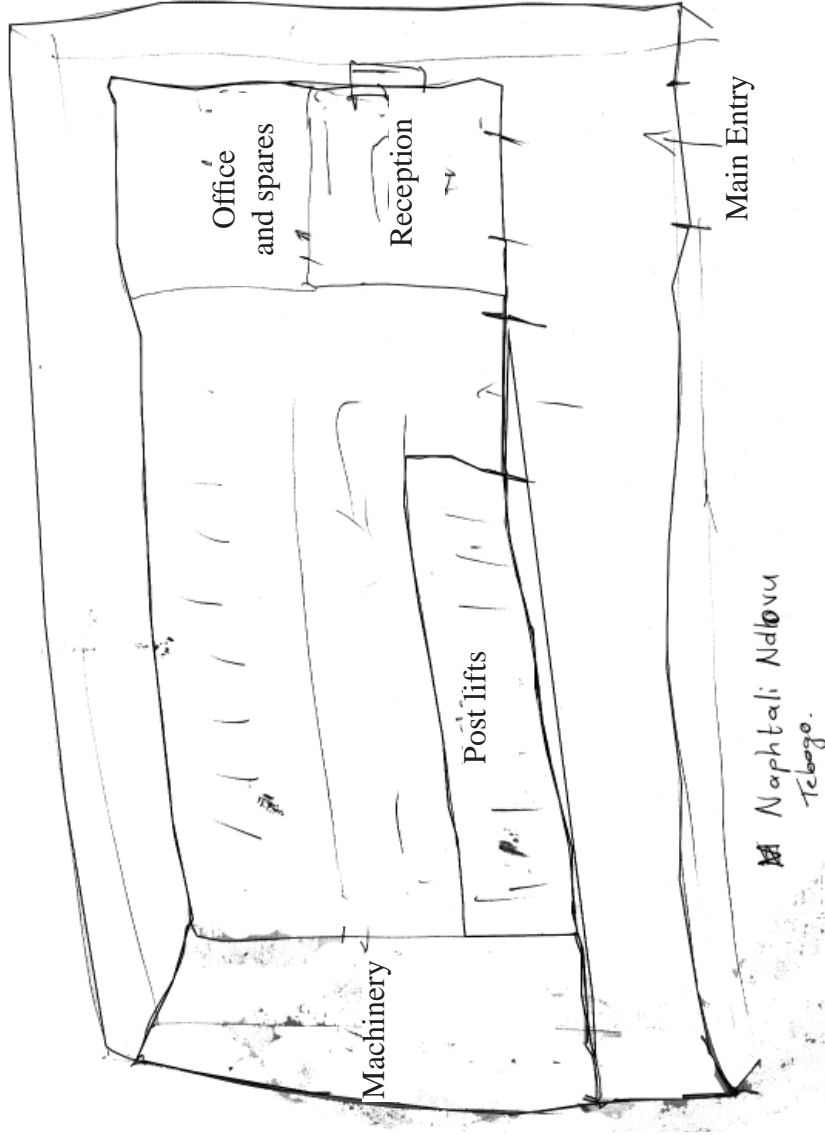 Office
and spares
Reception
Main Entry
Post lifts
Machinery
Naphtali Ndlovu
Tebogo.